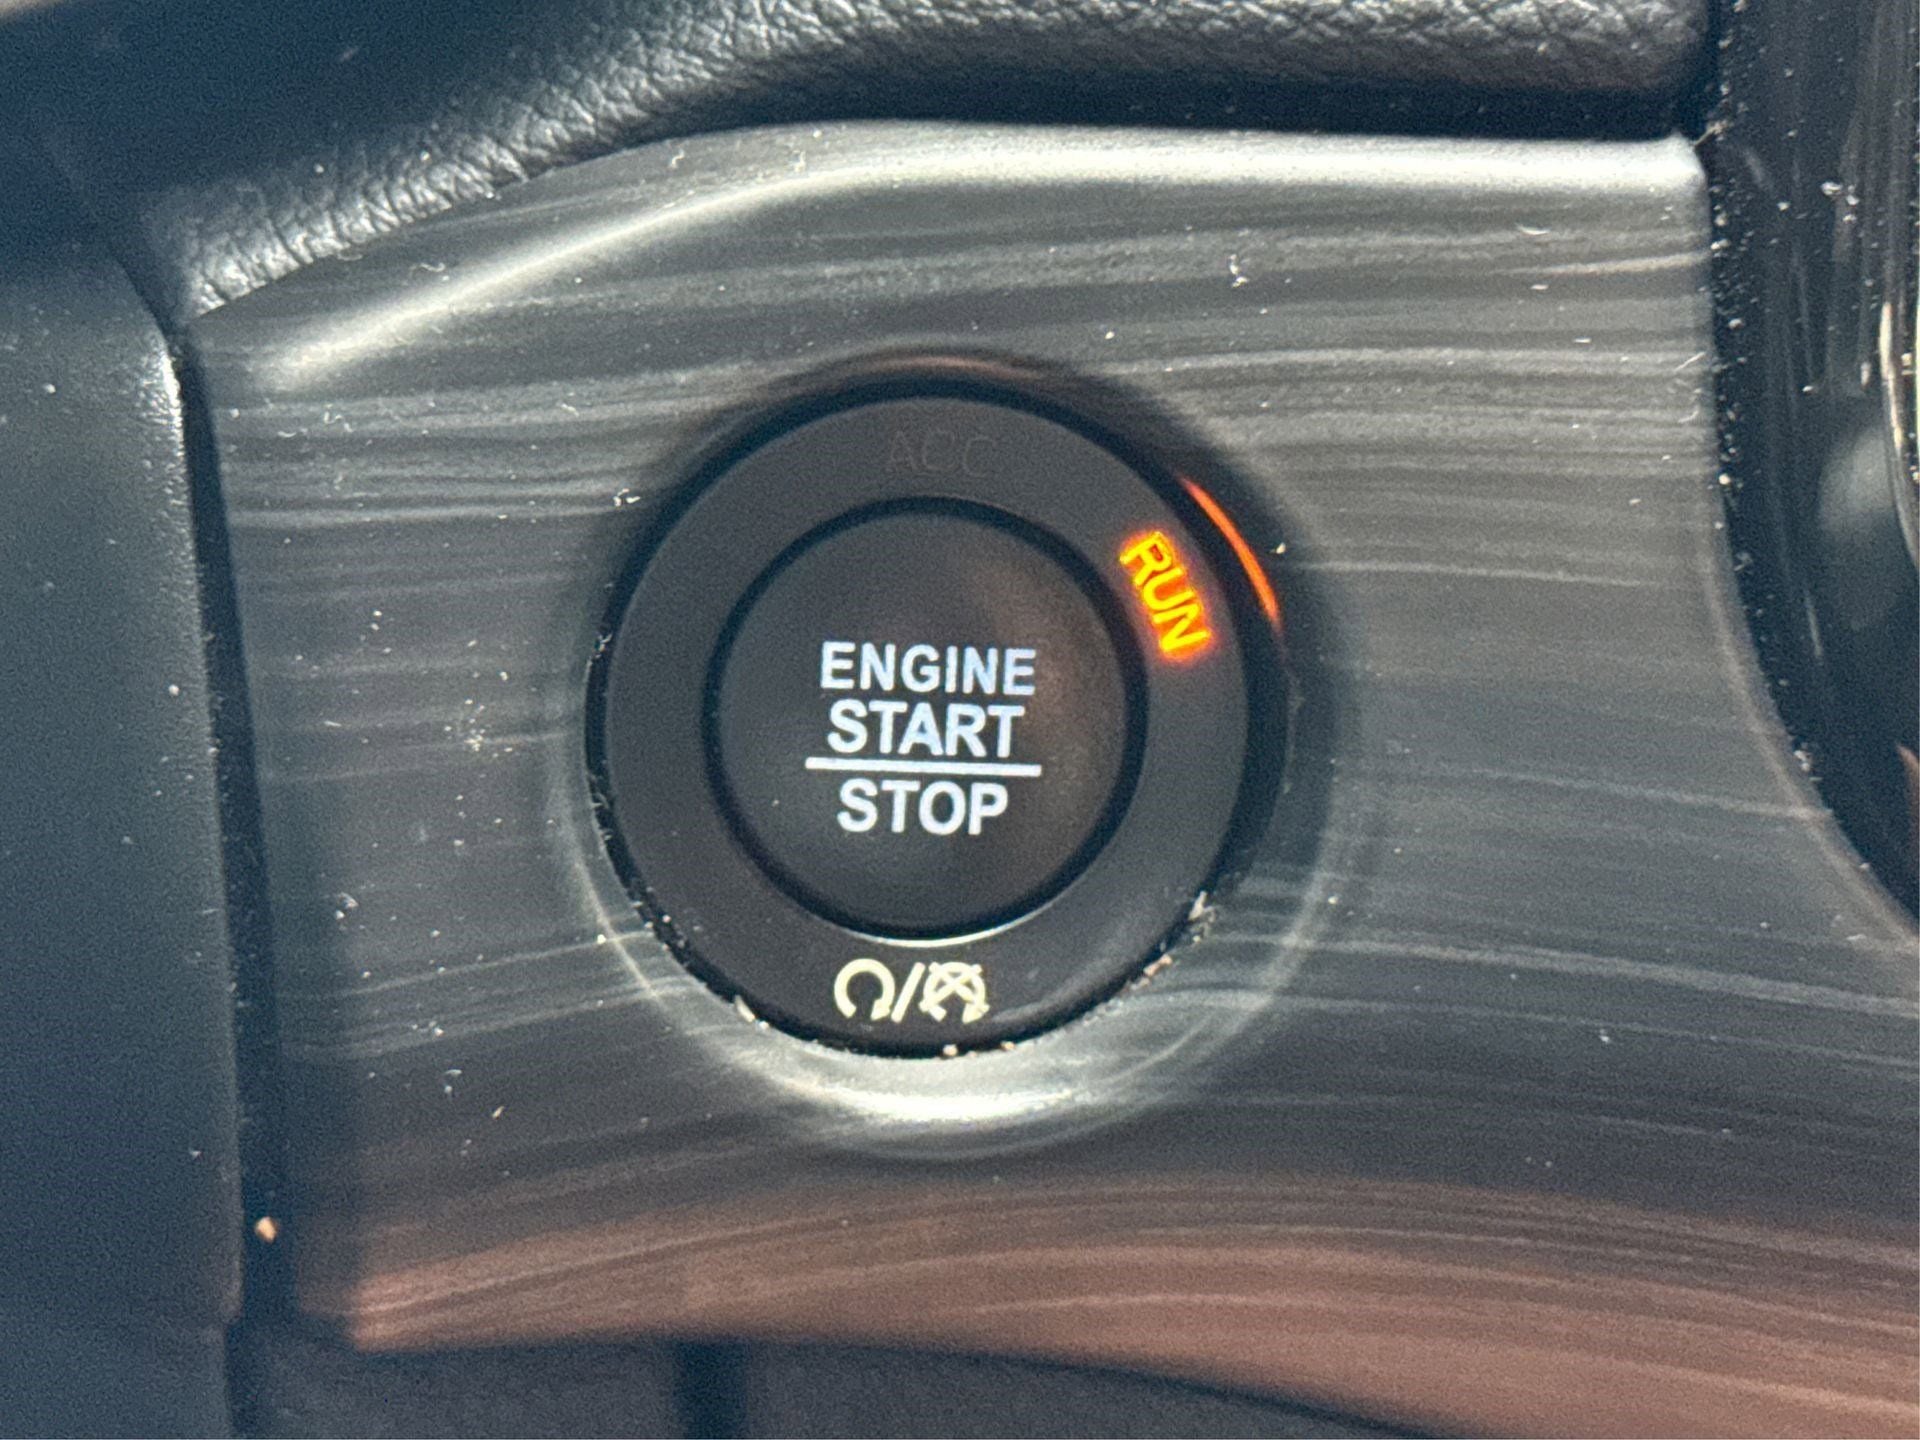 ACC
RUN
ENGINE
START
STOP
/